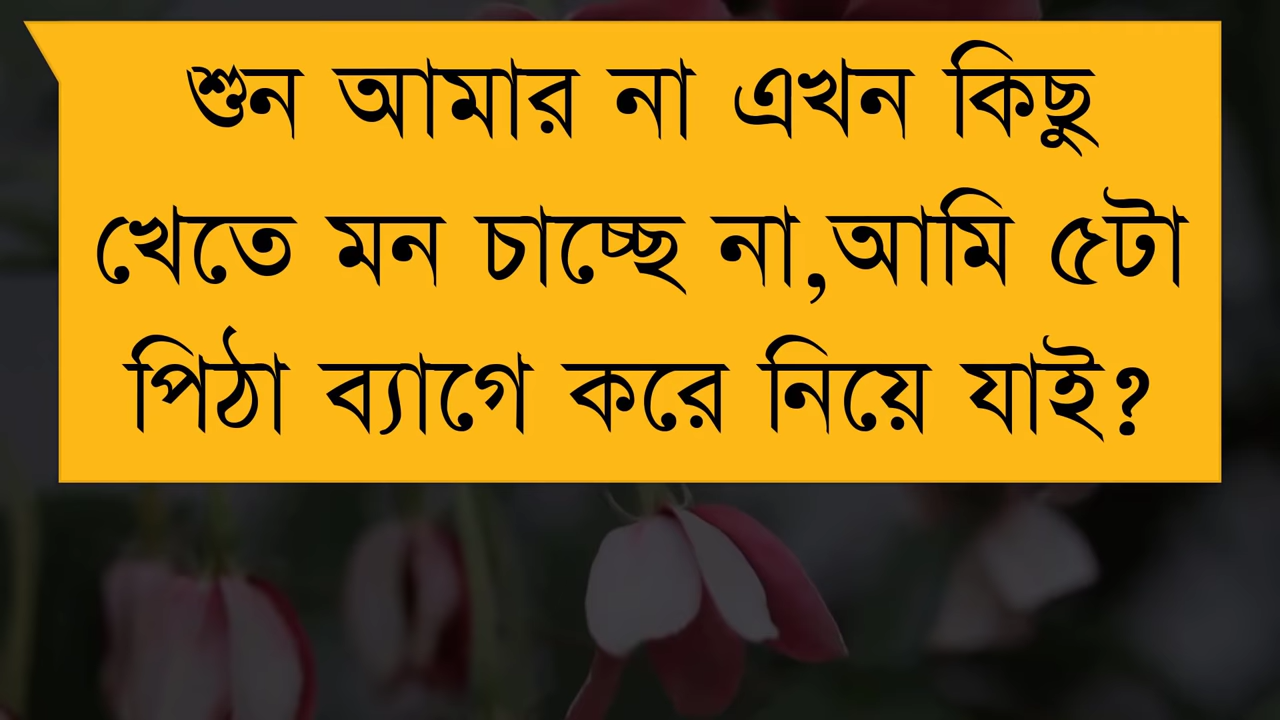 শুন আমার না এখন কিছু
খেতে মন চাচ্ছে না,আমি ৫টা
পিঠা ব্যাগে করে নিয়ে যাই?